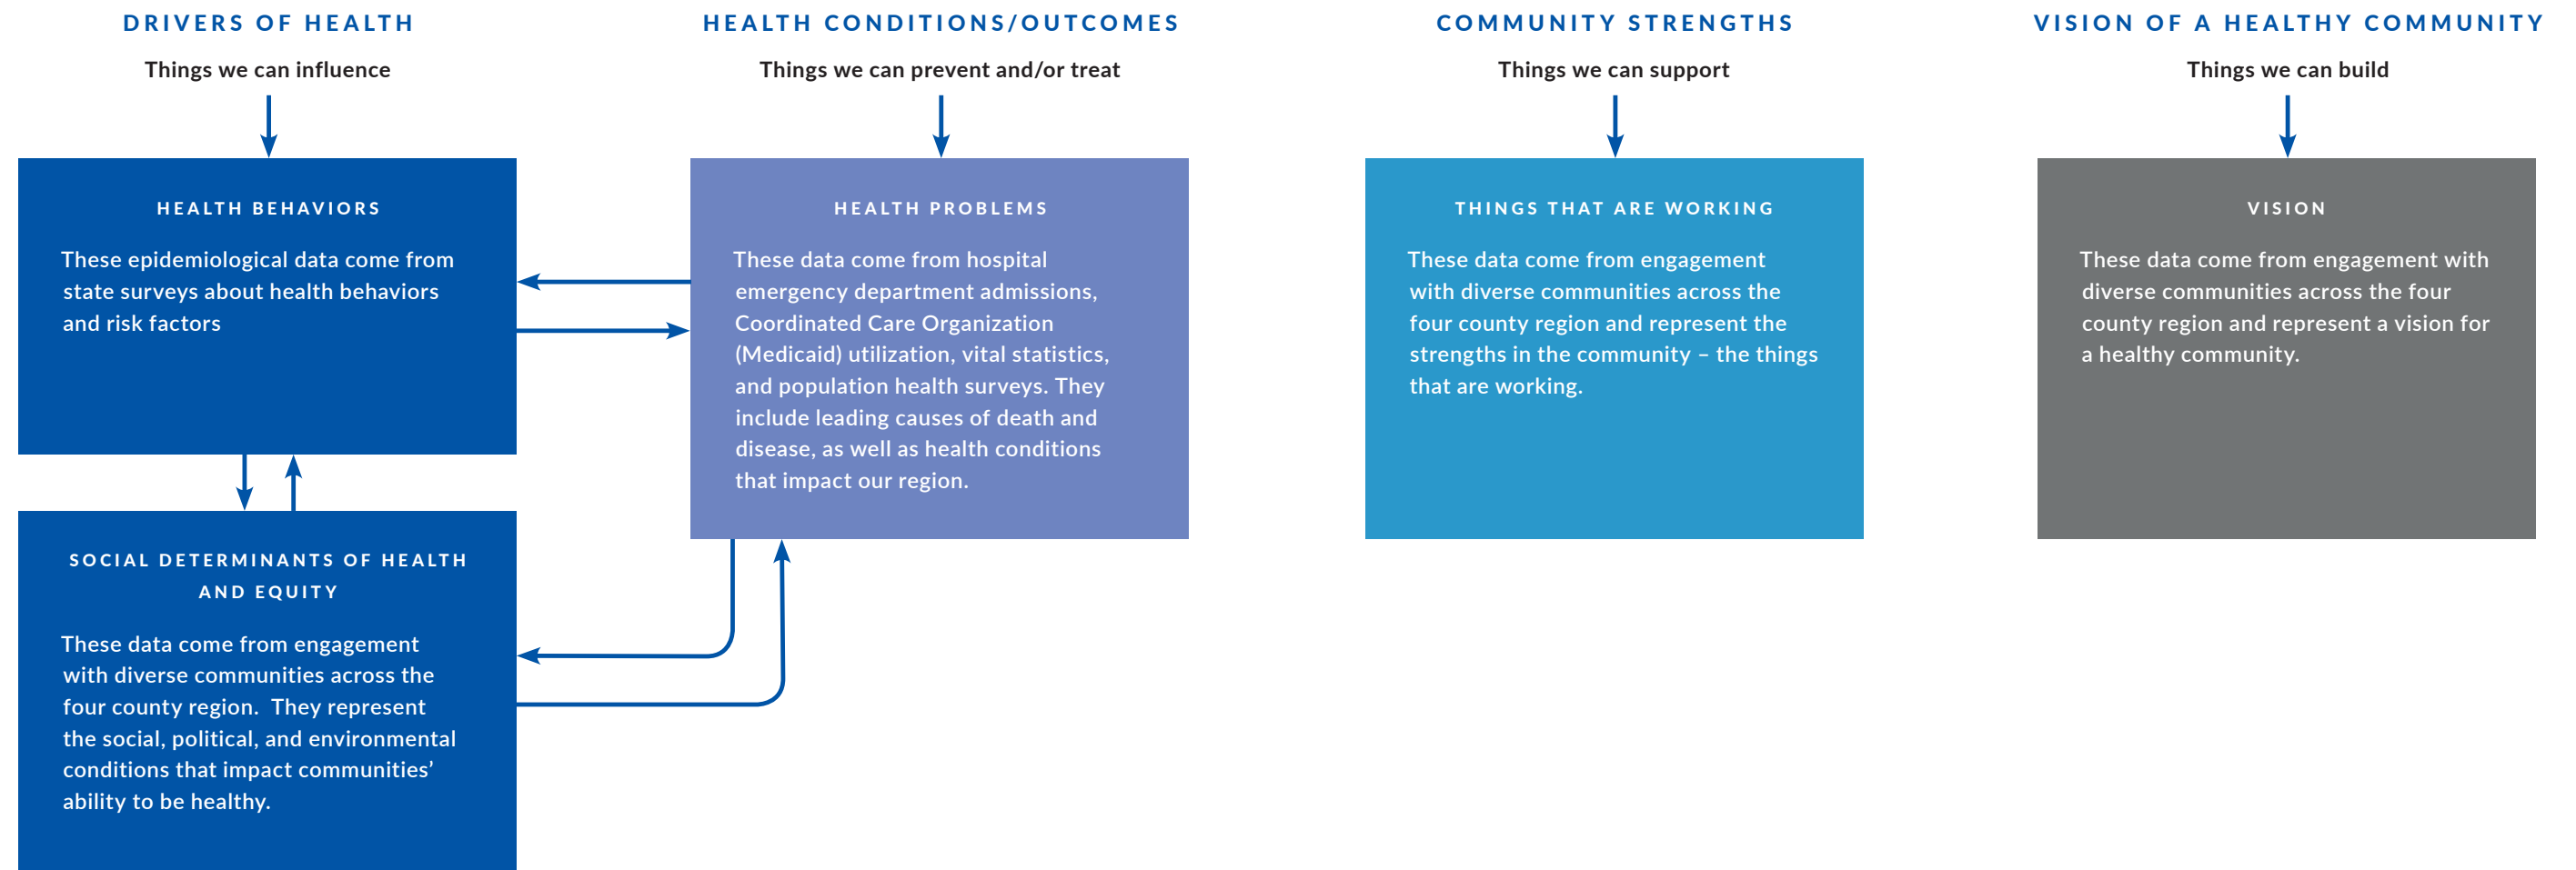 DRIVERS OF HEALTH
Things we can influence
HEALTH BEHAVIORS
These epidemiological data come from
state surveys about health behaviors
and risk factors
SOCIAL DETERMINANTS OF HEALTH
AND EQUITY
These data come from engagement
with diverse communities across the
four county region.  They represent
the social, political, and environmental
conditions that impact communities’
ability to be healthy.
HEALTH CONDITIONS/OUTCOMES
Things we can prevent and/or treat
HEALTH PROBLEMS
These data come from hospital
emergency department admissions,
Coordinated Care Organization
(Medicaid) utilization, vital statistics,
and population health surveys. They
include leading causes of death and
disease, as well as health conditions
that impact our region.
COMMUNITY STRENGTHS
Things we can support
THINGS THAT ARE WORKING
These data come from engagement
with diverse communities across the
four county region and represent the
strengths in the community – the things
that are working.
VISION OF A HEALTHY COMMUNITY
Things we can build
VISION
These data come from engagement with
diverse communities across the four
county region and represent a vision for
a healthy community.